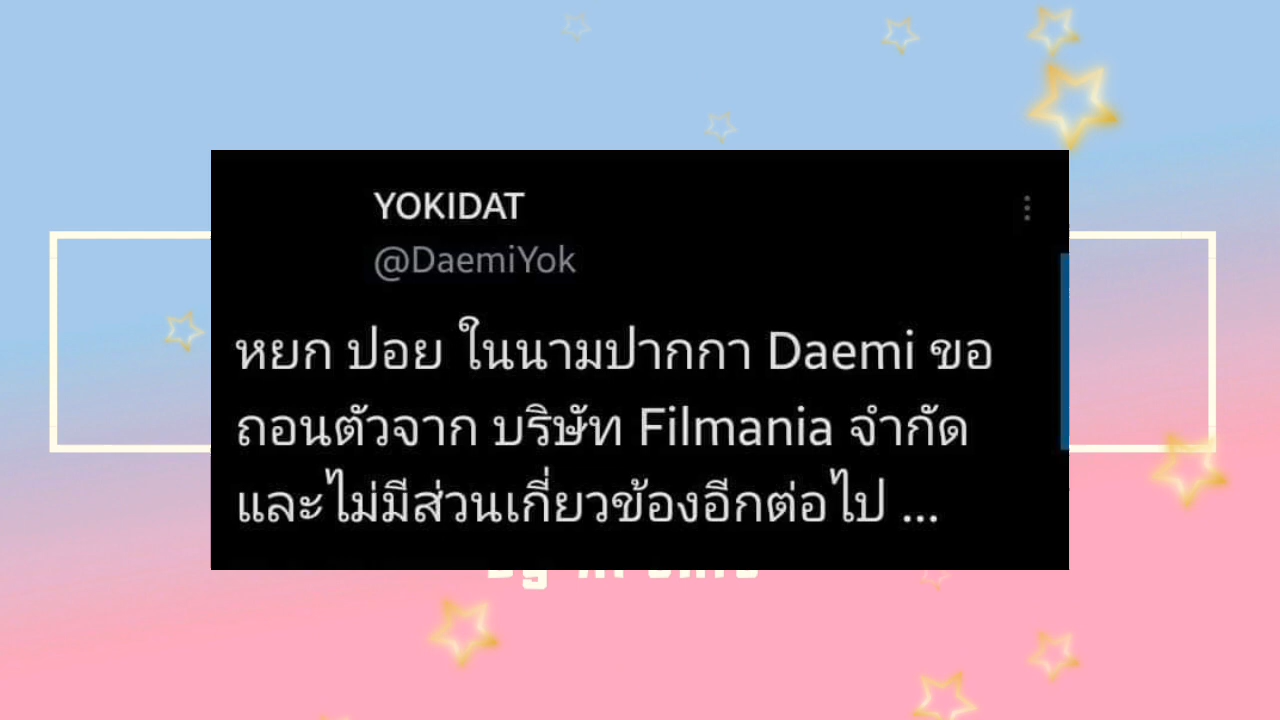 YOKIDAT
@DaemiYok
หยก ปอย ในนามปากกา Daemi ขอ
ถอนตัวจาก บริษัท Filmania จำกัด
และไม่มีส่วนเกี่ยวข้องอีกต่อไป ...